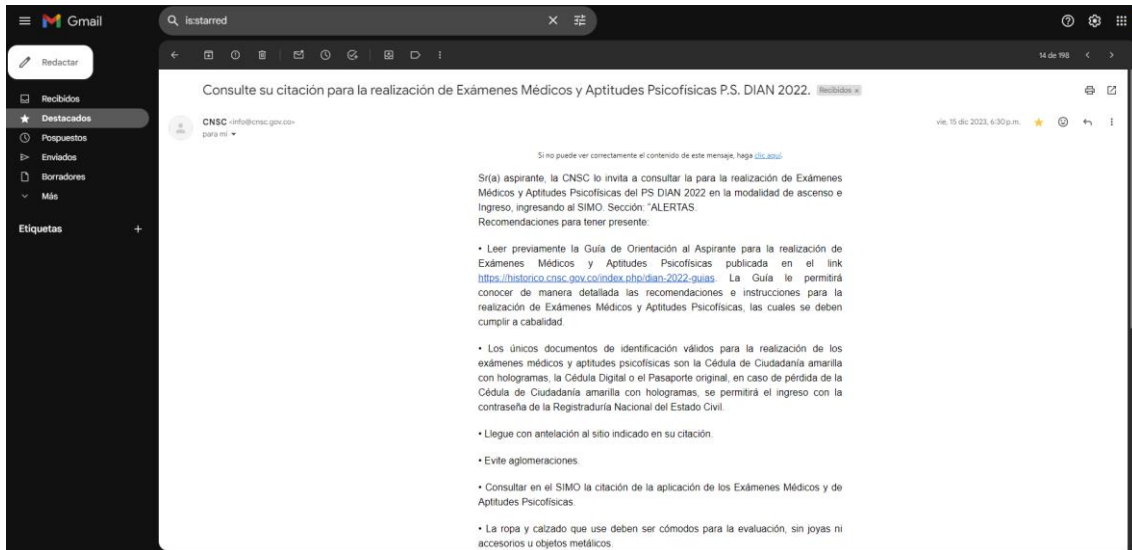 Gmail
is:starred
Redactar
14 de 198
Recibidos
Destacados
Pospuestos
Enviados
Borradores
Más
Etiquetas
Consulte su citación para la realización de Exámenes Médicos y Aptitudes Psicofísicas P.S. DIAN 2022. Recibidos x
CNSC <info@cnsc.gov.co>
vie, 15 dic 2023, 6:30 p.m.
para mí
Si no puede ver correctamente el contenido de este mensaje, haga clic aquí.
Sr(a) aspirante, la CNSC lo invita a consultar la para la realización de Exámenes
Médicos y Aptitudes Psicofísicas del PS DIAN 2022 en la modalidad de ascenso e
Ingreso, ingresando al SIMO. Sección: "ALERTAS.
Recomendaciones para tener presente:
• Leer previamente la Guía de Orientación al Aspirante para la realización de
Exámenes Médicos y Aptitudes Psicofísicas publicada en el link
https://historico.cnsc.gov.co/index.php/dian-2022-guias. La Guía le permitirá
conocer de manera detallada las recomendaciones e instrucciones para la
realización de Exámenes Médicos y Aptitudes Psicofísicas, las cuales se deben
cumplir a cabalidad.
• Los únicos documentos de identificación válidos para la realización de los
exámenes médicos y aptitudes psicofísicas son la Cédula de Ciudadanía amarilla
con hologramas, la Cédula Digital o el Pasaporte original, en caso de pérdida de la
Cédula de Ciudadanía amarilla con hologramas, se permitirá el ingreso con la
contraseña de la Registraduría Nacional del Estado Civil.
• Llegue con antelación al sitio indicado en su citación.
• Evite aglomeraciones.
• Consultar en el SIMO la citación de la aplicación de los Exámenes Médicos y de
Aptitudes Psicofísicas.
• La ropa y calzado que use deben ser cómodos para la evaluación, sin joyas ni
accesorios u objetos metálicos.